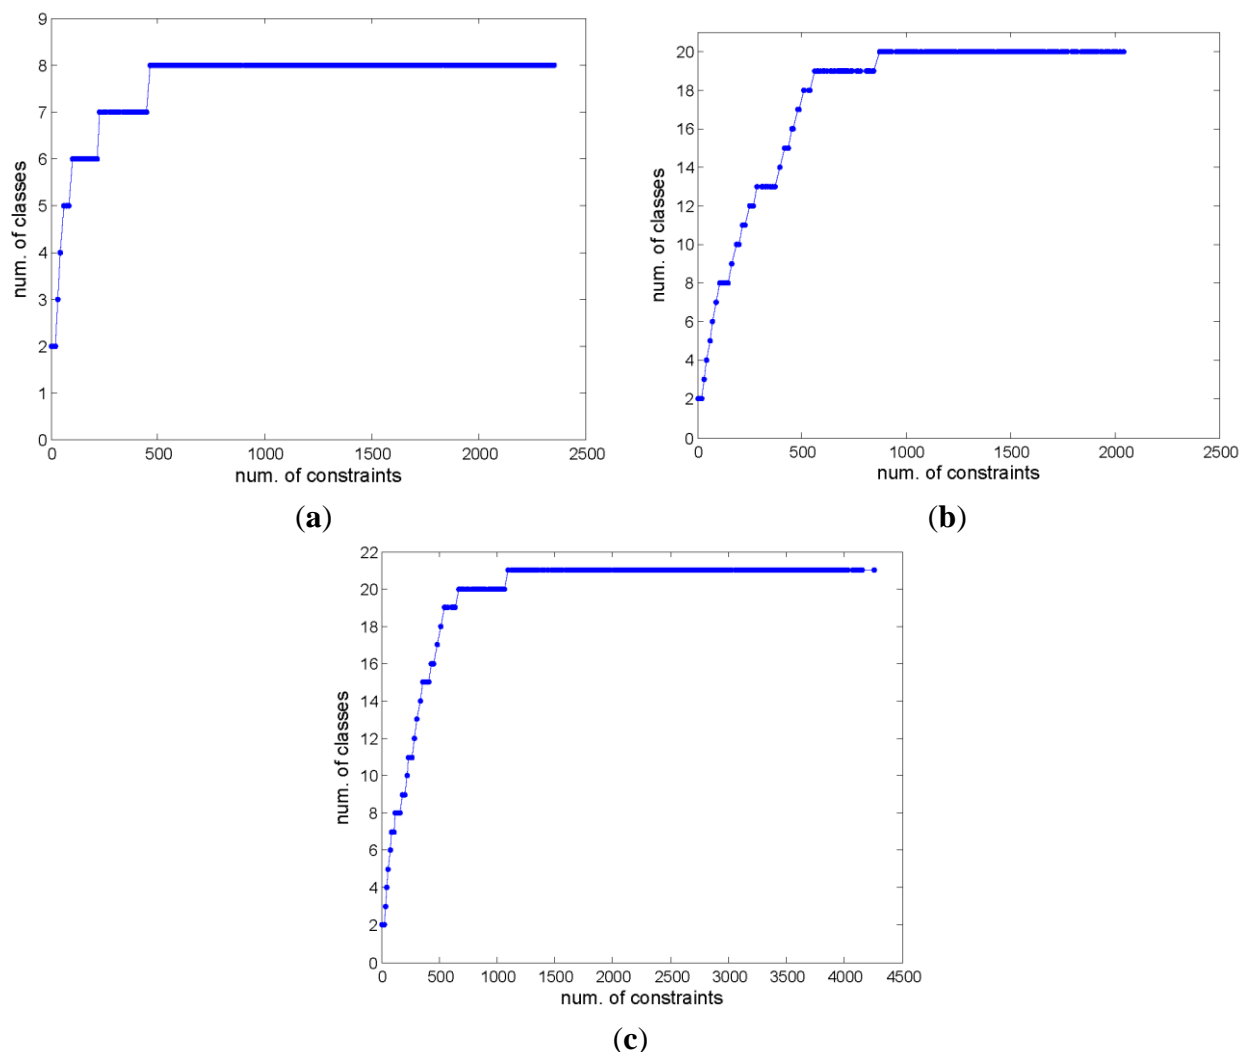 9
8
7
6
5
4
3
2
1
0
num. of classes
0 500 1000 1500 2000 2500
num. of constraints
(a)
20
18
16
14
12
10
8
6
4
2
0
num. of classes
0 500 1000 1500 2000 2500
num. of constraints
(b)
22
20
18
16
14
12
10
8
6
4
2
0
num. of classes
0 500 1000 1500 2000 2500 3000 3500 4000 4500
num. of constraints
(c)